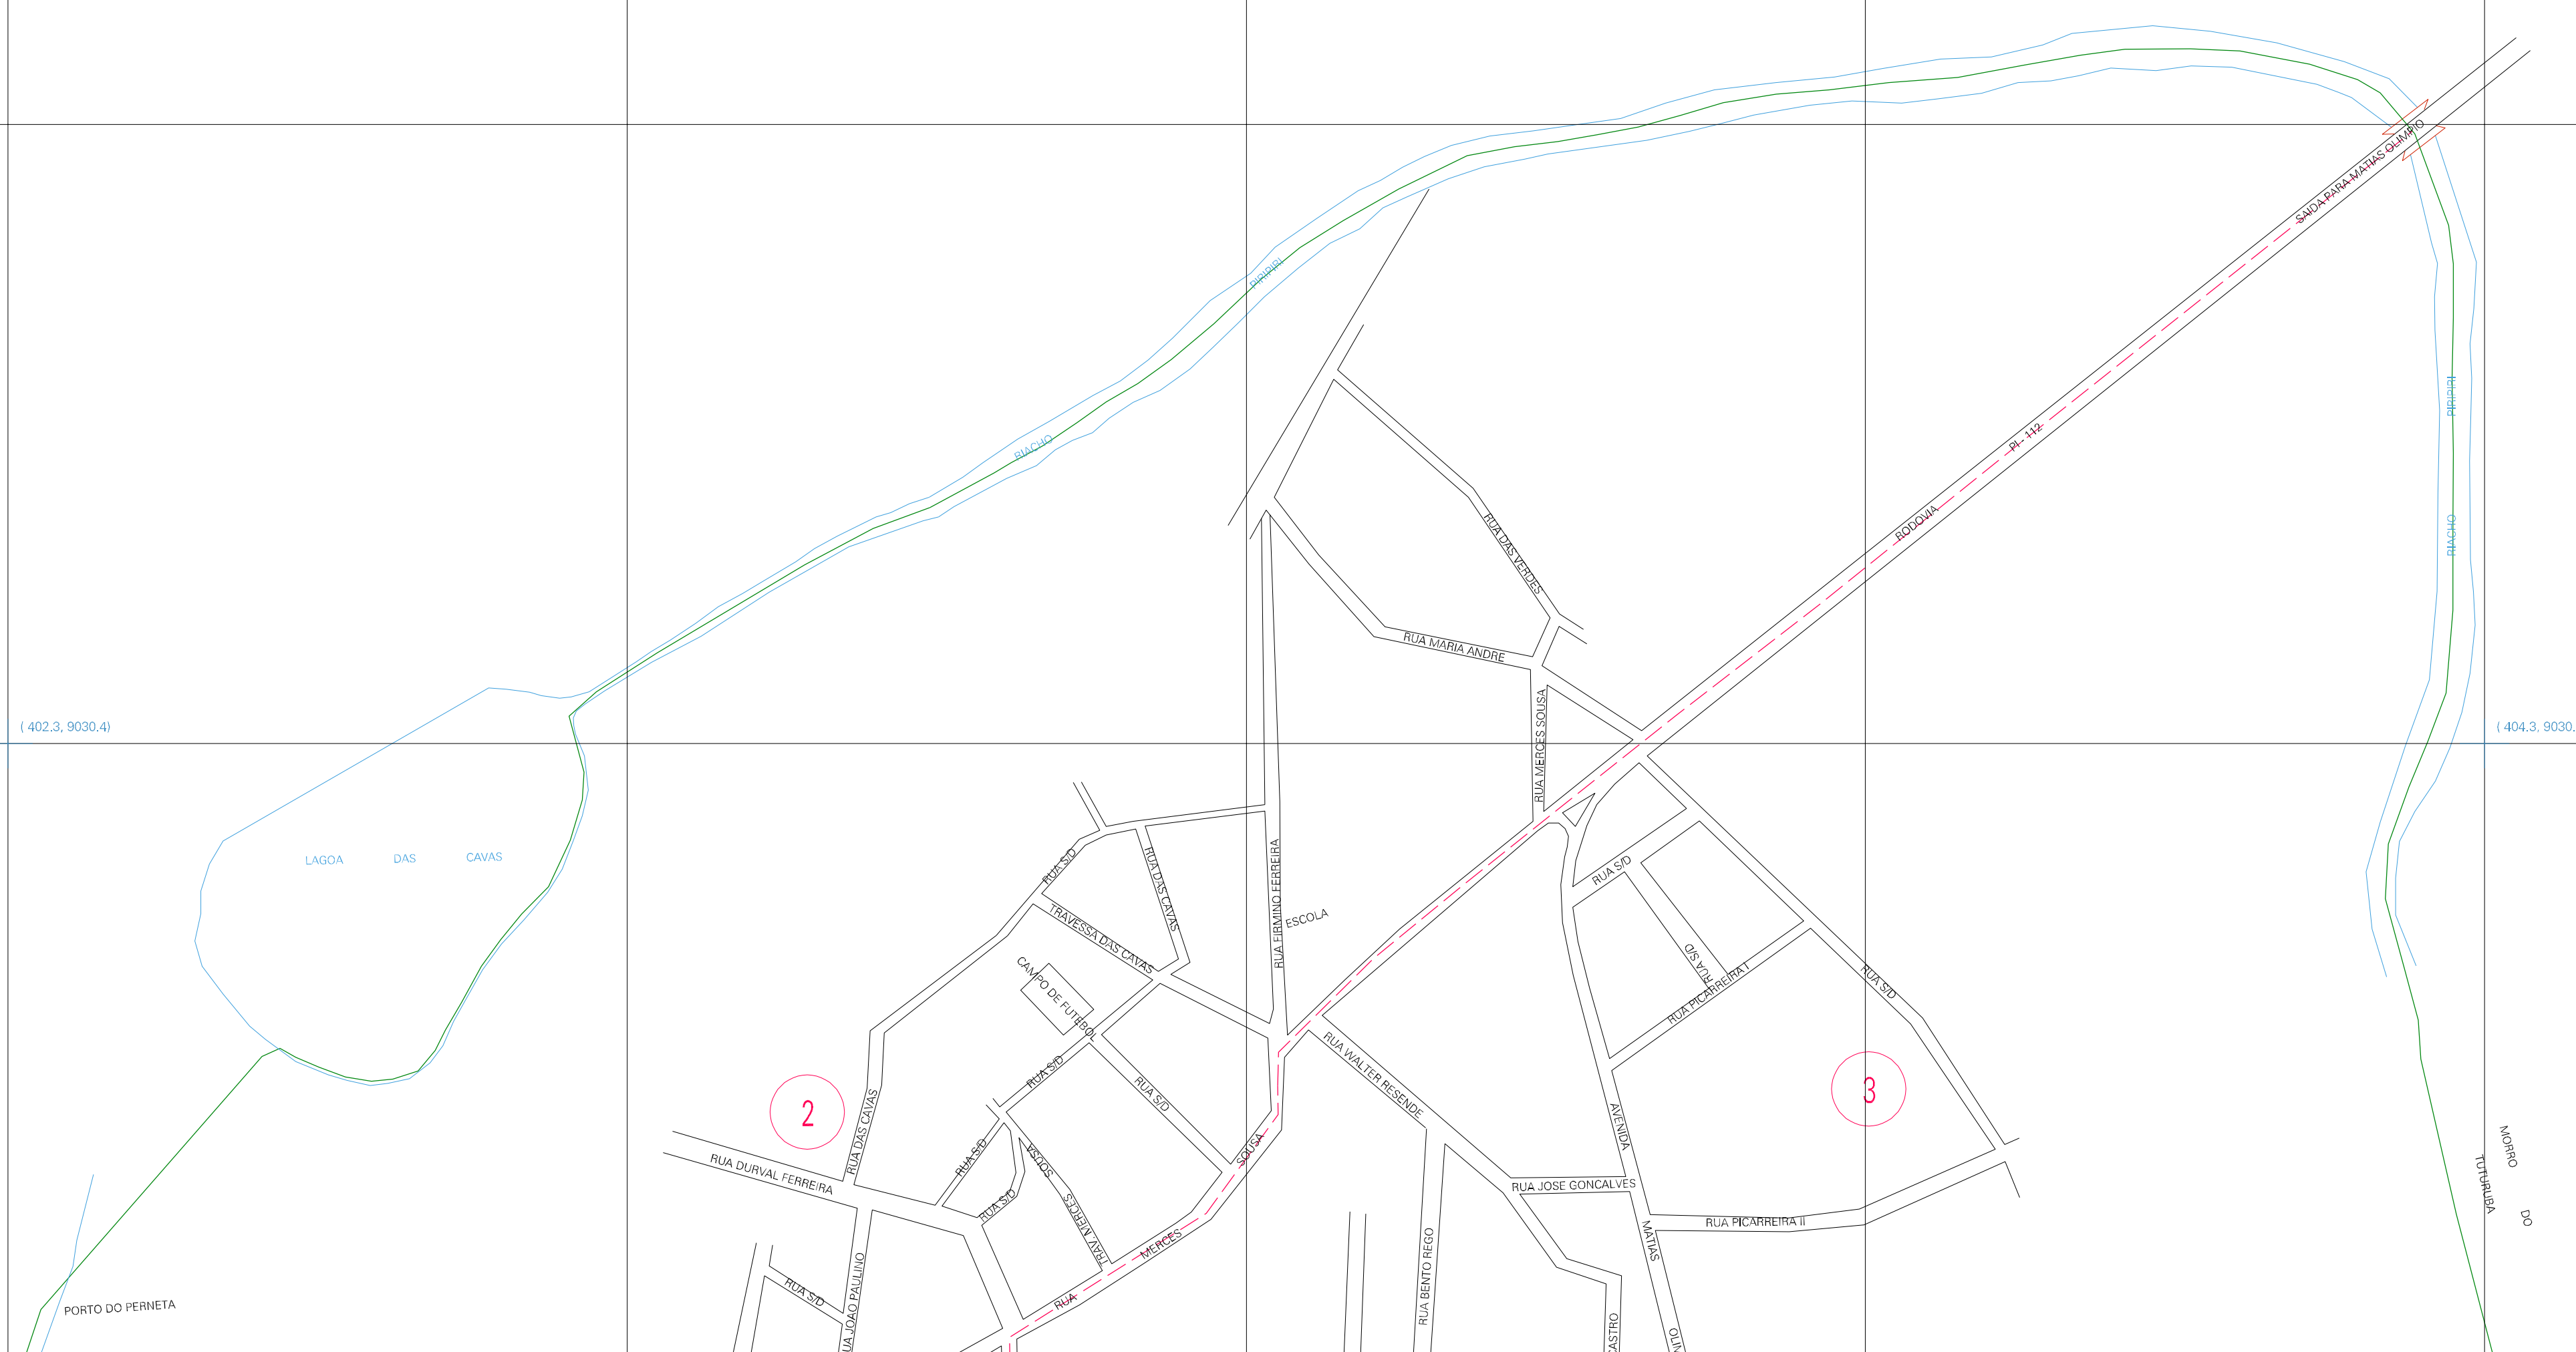 SAIDA PARA MATIAS OLIMPIO
PIRIPIRI
PIRIPIRI
RIACHO
PI - 112
RODOVIA
RIACHO
RUA DAS VERDES
RUA MARIA ANDRE
RUA MERCES SOUSA
( 402.3, 9030.4)
( 404.3, 9030.
LAGOA DAS CAVAS
RUA S/D
RUA DAS CAVAS
RUA FIRMINO FERREIRA
ESCOLA
TRAVESSA DAS CAVAS
CAMPO DE FUTEBOL
RUA S/D
RUA S/D
RUA PICARREIRA I
RUA S/D
RUA S/D
RUA S/D
RUA WALTER RESENDE
2
3
RUA DAS CAVAS
RUA DURVAL FERREIRA
RUA S/D
RUA S/D
TRAV. MERCES SOUSA
RUA MERCES SOUSA
AVENIDA MATIAS OLIM
RUA JOSE GONCALVES
RUA PICARREIRA II
RUA BENTO REGO
ASTRO
RUA S/D
UA JOAO PAULINO
PORTO DO PERNETA
MORRO DO
TUTURUBA